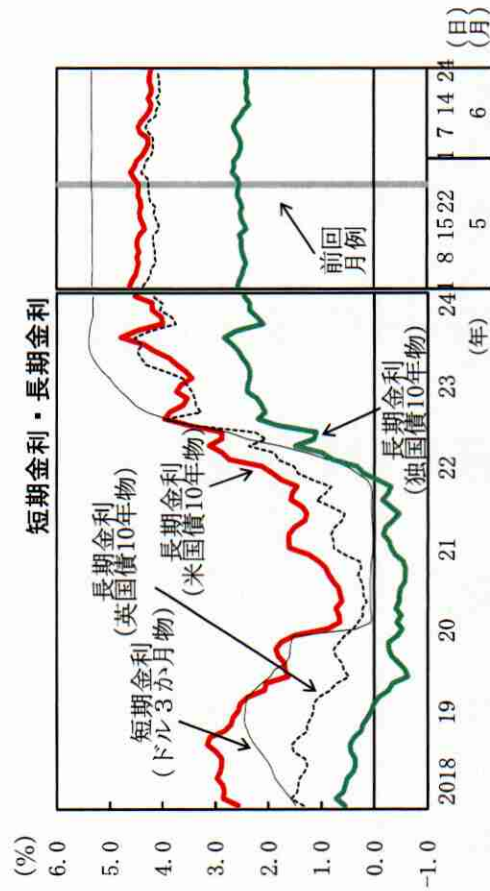 短期金利・長期金利
(%)
6.0
5.0
4.0
3.0
2.0
1.0
0.0
-1.0
短期金利
(ドル3か月物)
長期金利
(英国債10年物)
長期金利
(米国債10年物)
長期金利
(独国債10年物)
前回
月例
2018 19 20 21 22 23 24
(年)
1 8 15 22 1 7 14 24 (日)
5 6 (月)